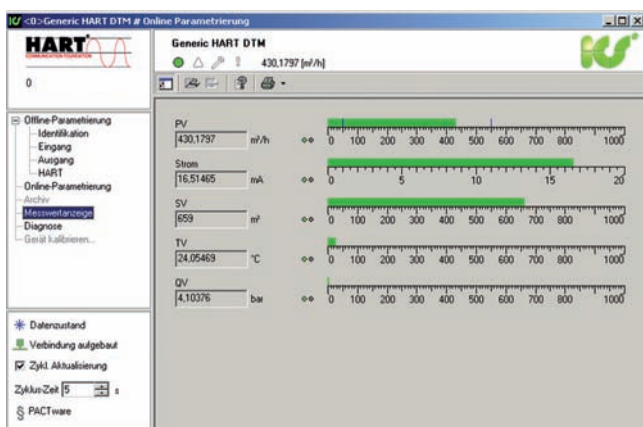 <0>Generic HART DTM # Online Parametrierung
HART
COMMUNICATION FOUNDATION
0
Generic HART DTM
430,1797 [m³/h]
Offline-Parametrierung
Identifikation
Eingang
Ausgang
HART
Online-Parametrierung
Archiv
Messwertanzeige
Diagnose
Gerät kalibrieren...
Datenzustand
Verbindung aufgebaut
Zykl. Aktualisierung
Zyklus-Zeit 5 s
§ PACTware
PV
430,1797 m³/h 0 100 200 300 400 500 600 700 800 1000
Strom
16,51465 mA 0 5 10 15 20
SV
659 m³ 0 100 200 300 400 500 600 700 800 1000
TV
24,05469 °C 0 100 200 300 400 500 600 700 800 1000
QV
4,10376 bar 0 100 200 300 400 500 600 700 800 1000